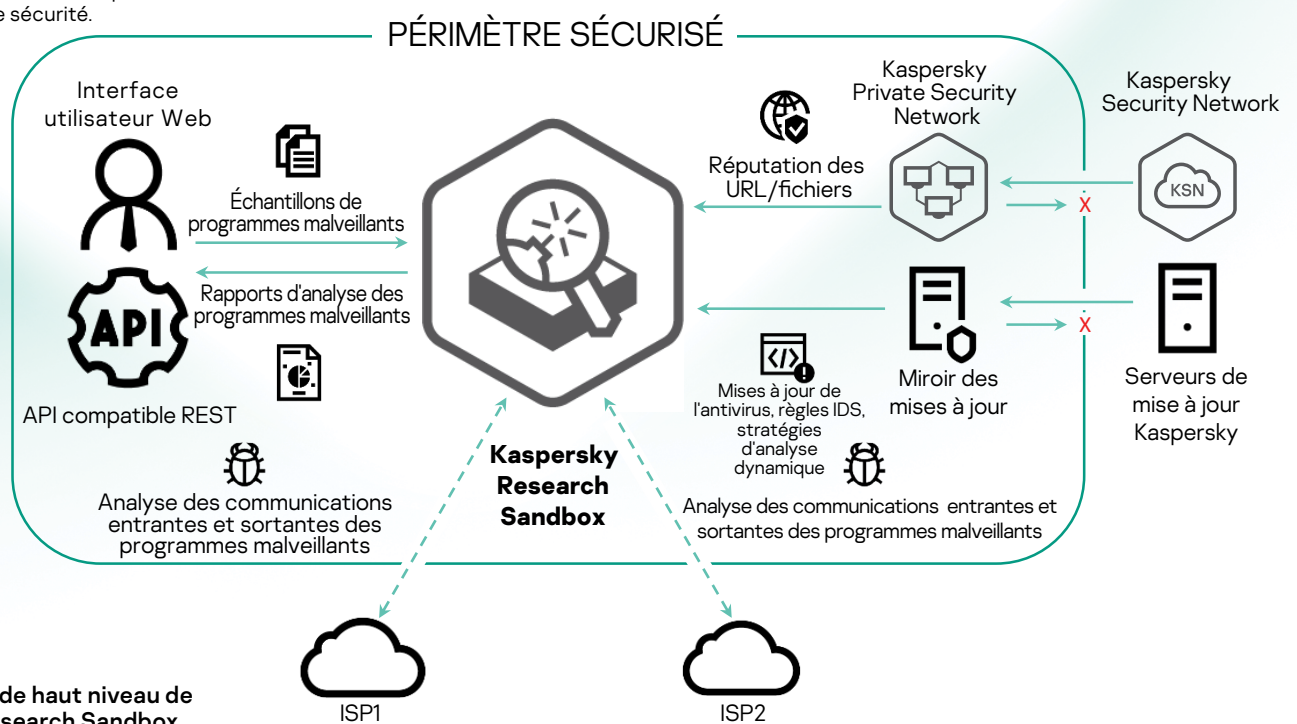 e sécurité.
PÉRIMÈTRE SÉCURISÉ
Interface
utilisateur Web
Échantillons de
programmes malveillants
Rapports d'analyse des
programmes malveillants
API
API compatible REST
Analyse des communications
entrantes et sortantes des
programmes malveillants
Kaspersky
Research
Sandbox
Réputation des
URL/fichiers
Kaspersky
Private Security
Network
X
Kaspersky
Security Network
KSN
Mises à jour de
l'antivirus, règles IDS,
stratégies
d'analyse
dynamique
Miroir des
mises à jour
X
Serveurs de
mise à jour
Kaspersky
Analyse des communications entrantes et
sortantes des programmes malveillants
ISP1
ISP2
de haut niveau de
search Sandbox